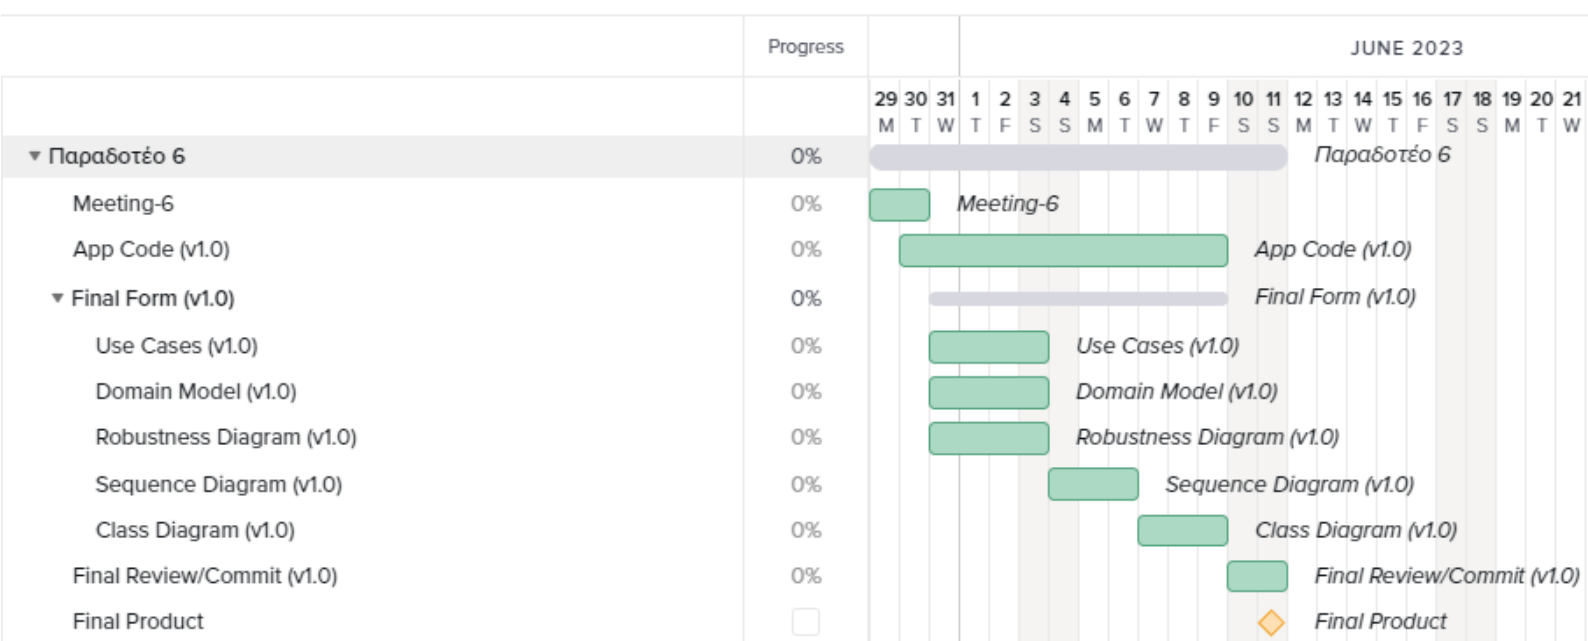 Progress
JUNE 2023
29 30 31 1 2 3 4 5 6 7 8 9 10 11 12 13 14 15 16 17 18 19 20 21
M T W T F S S M T W T F S S M T W T F S S M T W
Παραδοτέο 6 0% Παραδοτέο 6
Meeting-6 0% Meeting-6
App Code (v1.0) 0% App Code (v1.0)
Final Form (v1.0) 0% Final Form (v1.0)
Use Cases (v1.0) 0% Use Cases (v1.0)
Domain Model (v1.0) 0% Domain Model (v1.0)
Robustness Diagram (v1.0) 0% Robustness Diagram (v1.0)
Sequence Diagram (v1.0) 0% Sequence Diagram (v1.0)
Class Diagram (v1.0) 0% Class Diagram (v1.0)
Final Review/Commit (v1.0) 0% Final Review/Commit (v1.0)
Final Product Final Product